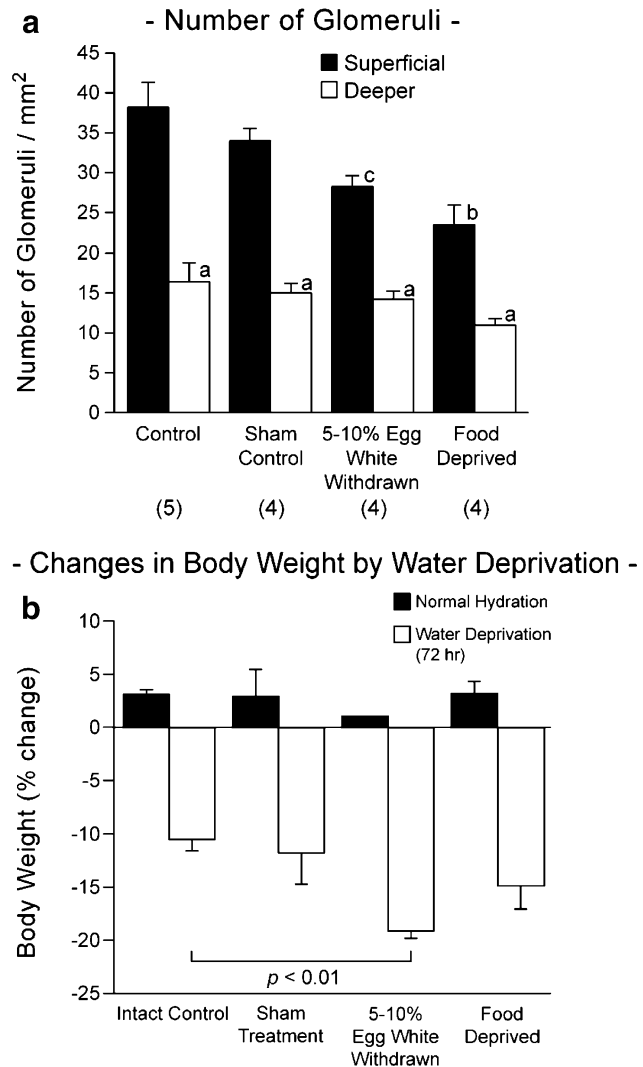 a
- Number of Glomeruli -
Number of Glomeruli / mm²
45
40
35
30
25
20
15
10
5
0
Superficial
Deeper
a
a
c
a
b
a
Control
Sham
Control
5-10% Egg
White
Withdrawn
Food
Deprived
(5)
(4)
(4)
(4)
- Changes in Body Weight by Water Deprivation -
b
Body Weight (% change)
10
5
0
-5
-10
-15
-20
-25
Normal Hydration
Water Deprivation
(72 hr)
p < 0.01
Intact Control
Sham
Treatment
5-10%
Egg White
Withdrawn
Food
Deprived